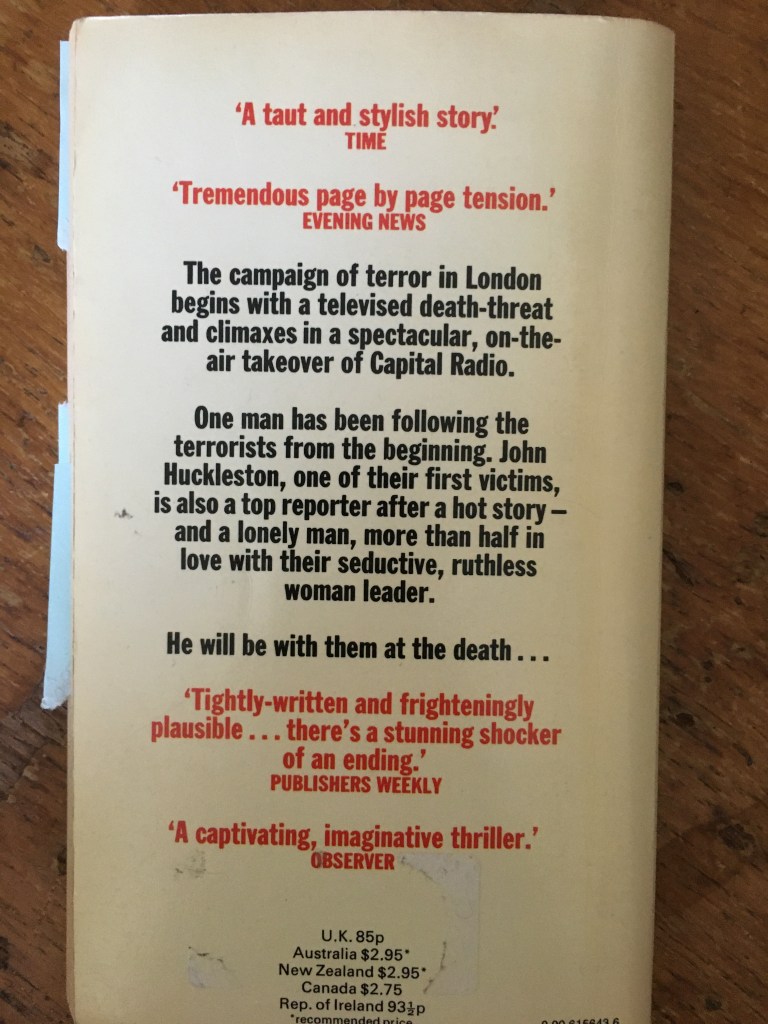 ‘A taut and stylish story.’
TIME
‘Tremendous page by page tension.’
EVENING NEWS
The campaign of terror in London
begins with a televised death-threat
and climaxes in a spectacular, on-the-
air takeover of Capital Radio.
One man has been following the
terrorists from the beginning. John
Huckleston, one of their first victims,
is also a top reporter after a hot story –
and a lonely man, more than half in
love with their seductive, ruthless
woman leader.
He will be with them at the death . . .
‘Tightly-written and frighteningly
plausible . . . there’s a stunning shocker
of an ending.’
PUBLISHERS WEEKLY
‘A captivating, imaginative thriller.’
OBSERVER
U.K. 85p
Australia $2.95*
New Zealand $2.95*
Canada $2.75
Rep. of Ireland 93½p
*recommended price
0 00 615643 6